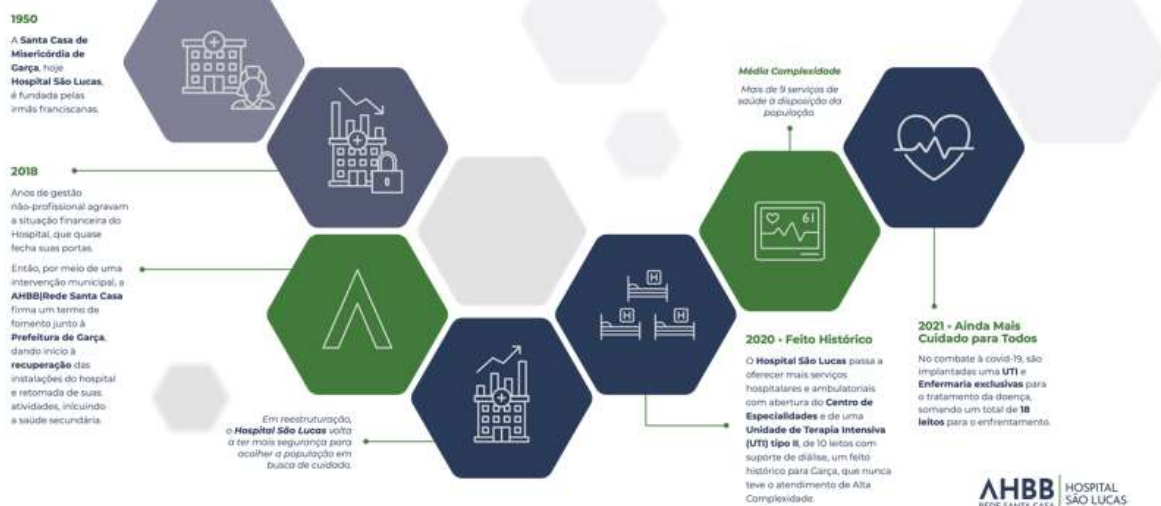 1950
A Santa Casa de
Misericórdia de
Garça, hoje
Hospital São Lucas,
é fundada pelas
irmãs franciscanas.
2018
Anos de gestão
não-profissional agravam
a situação financeira do
Hospital, que quase
fecha suas portas.
Então, por meio de uma
intervenção municipal, a
AHBB|Rede Santa Casa
firma um termo de
fomento junto à
Prefeitura de Garça,
dando início à
recuperação das
instalações do hospital
e retomada de suas
atividades, inicuindo
a saúde secundária.
Em reestruturação,
o Hospital São Lucas volta
a ter mais segurança para
acolher a população em
busca de cuidado.
H
H H
2020 - Feito Histórico
O Hospital São Lucas passa a
oferecer mais serviços
hospitalares e ambulatoriais
com abertura do Centro de
Especialidades e de uma
Unidade de Terapia Intensiva
(UTI) tipo II, de 10 leitos com
suporte de diálise, um feito
histórico para Garça, que nunca
teve o atendimento de Alta
Complexidade.
Média Complexidade
Mais de 9 serviços de
saúde à disposição da
população.
61
2021 - Ainda Mais
Cuidado para Todos
No combate à covid-19, são
implantadas uma UTI e
Enfermaria exclusivas para
o tratamento da doença,
somando um total de 18
leitos para o enfrentamento.
AHBB
REDE SANTA CASA
HOSPITAL
SÃO LUCAS